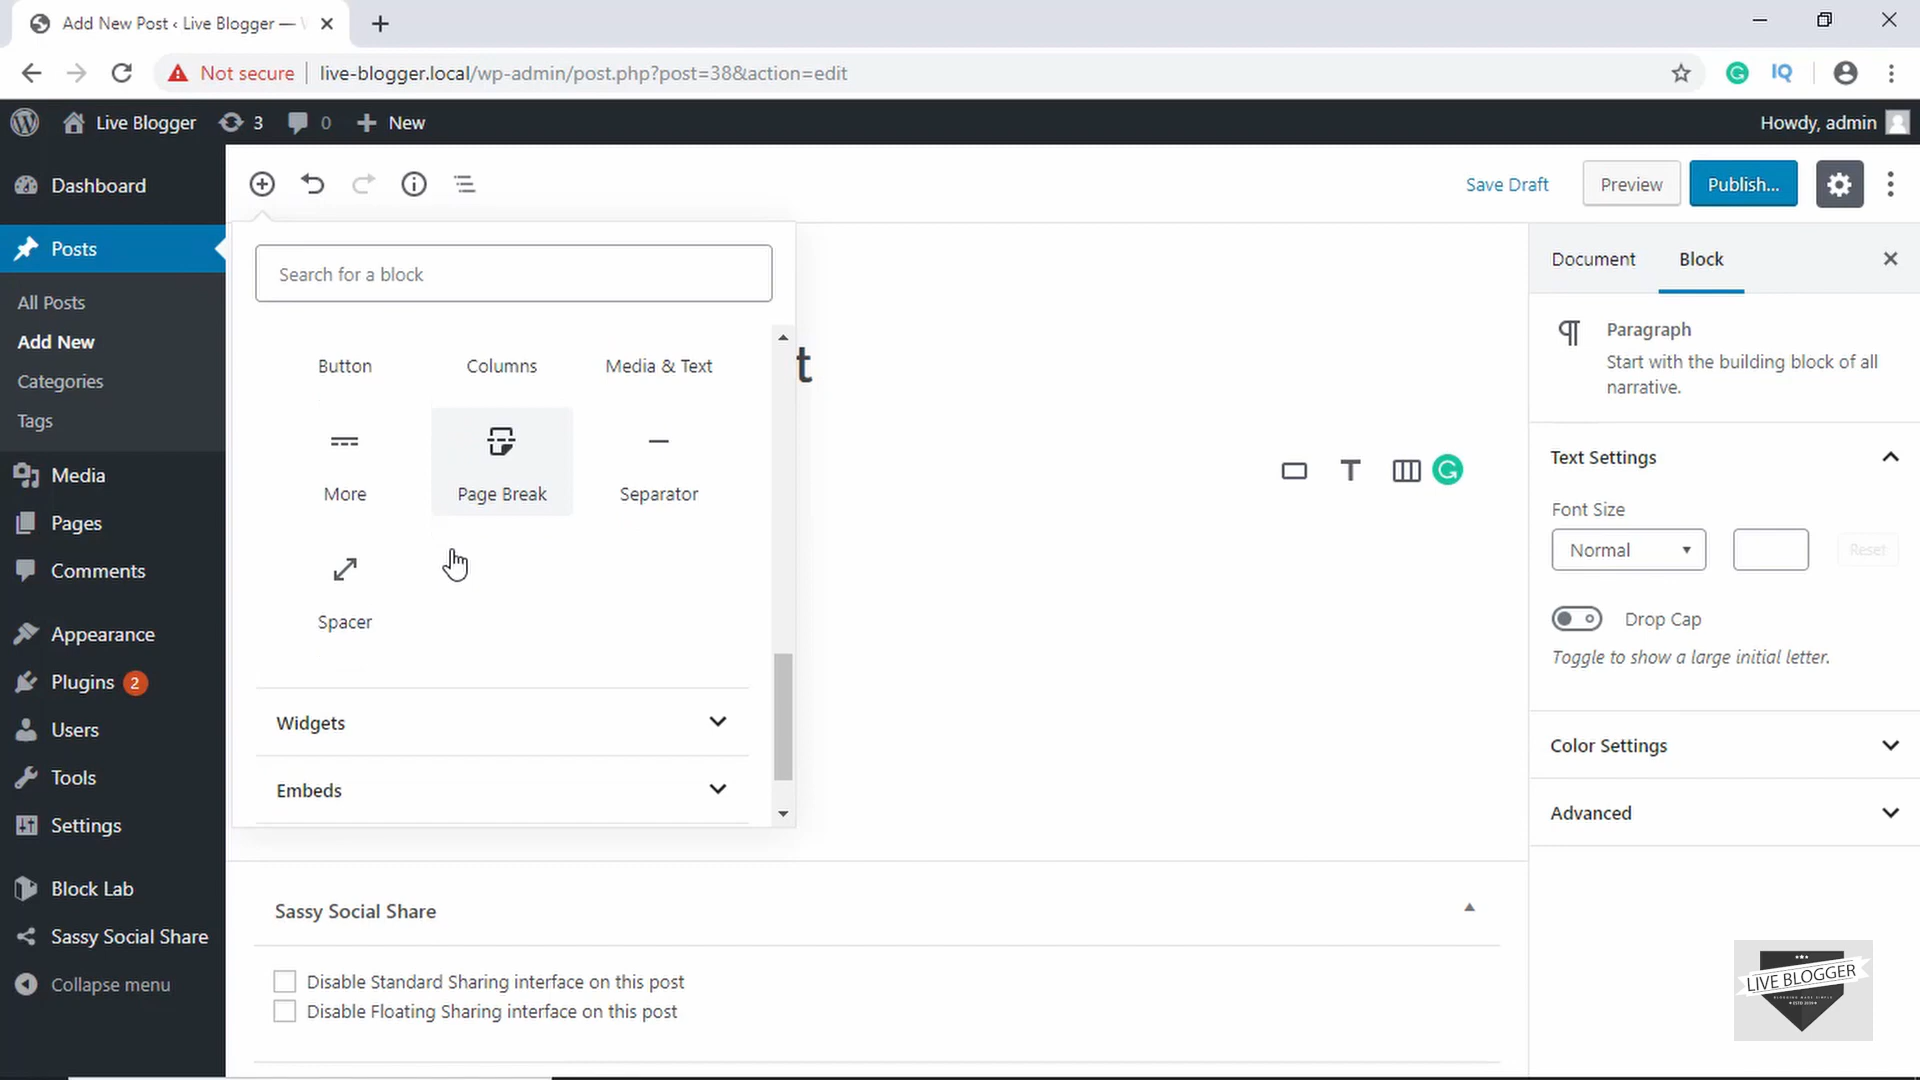 Add New Post ‹ Live Blogger —
Not secure
live-blogger.local/wp-admin/post.php?post=38&action=edit
IQ
Live Blogger
3
0
New
Howdy, admin
Dashboard
Posts
All Posts
Add New
Categories
Tags
Media
Pages
Comments
Appearance
Plugins 2
Users
Tools
Settings
Block Lab
Sassy Social Share
Collapse menu
Save Draft
Preview
Publish...
Search for a block
Button
Columns
Media & Text
More
Page Break
Separator
Spacer
Widgets
Embeds
t
Sassy Social Share
Disable Standard Sharing interface on this post
Disable Floating Sharing interface on this post
Document
Block
Paragraph
Start with the building block of all
narrative.
Text Settings
Font Size
Normal
Reset
Drop Cap
Toggle to show a large initial letter.
Color Settings
Advanced
LIVE BLOGGER